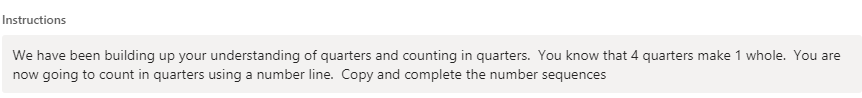 Instructions
We have been building up your understanding of quarters and counting in quarters.  You know that 4 quarters make 1 whole.  You are
now going to count in quarters using a number line.  Copy and complete the number sequences